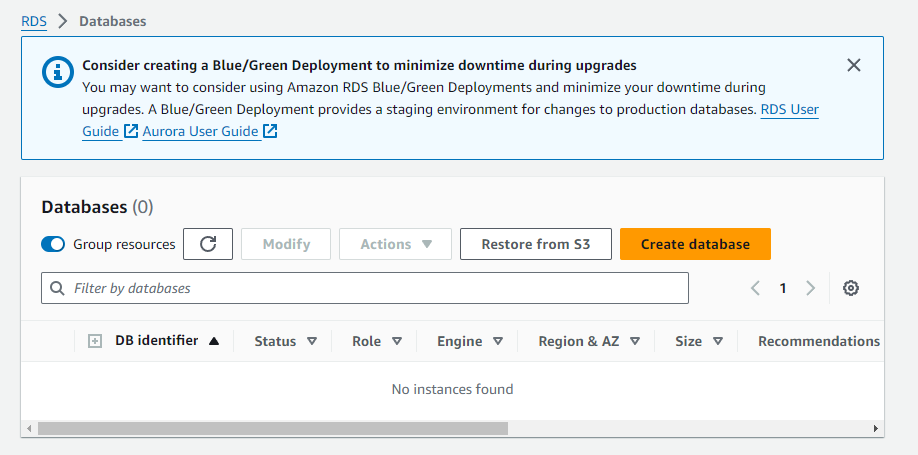 RDS > Databases
Consider creating a Blue/Green Deployment to minimize downtime during upgrades
You may want to consider using Amazon RDS Blue/Green Deployments and minimize your downtime during
upgrades. A Blue/Green Deployment provides a staging environment for changes to production databases. RDS User
Guide Aurora User Guide
Databases (0)
Group resources Modify Actions Restore from S3 Create database
Filter by databases 1
DB identifier Status Role Engine Region & AZ Size Recommendations
No instances found